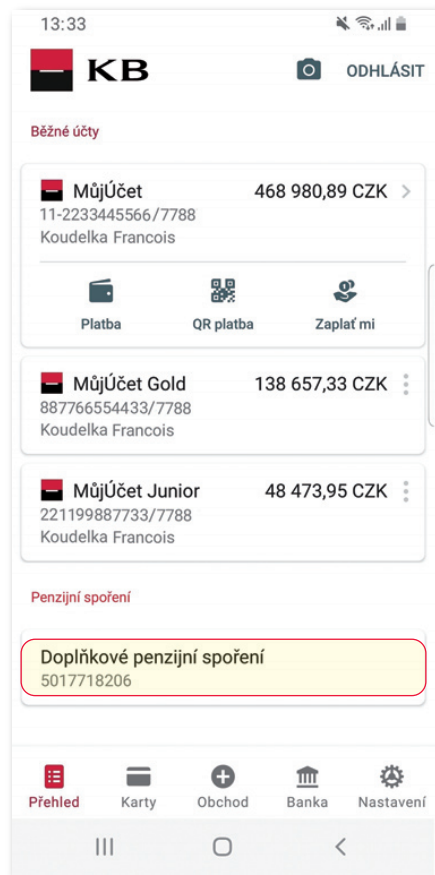 13:33
KB
ODHLÁSIT
Běžné účty
MůjÚčet 468 980,89 CZK
11-2233445566/7788
Koudelka Francois
Platba QR platba Zaplať mi
MůjÚčet Gold 138 657,33 CZK
887766554433/7788
Koudelka Francois
MůjÚčet Junior 48 473,95 CZK
221199887733/7788
Koudelka Francois
Penzijní spoření
Doplňkové penzijní spoření
5017718206
Přehled Karty Obchod Banka Nastavení